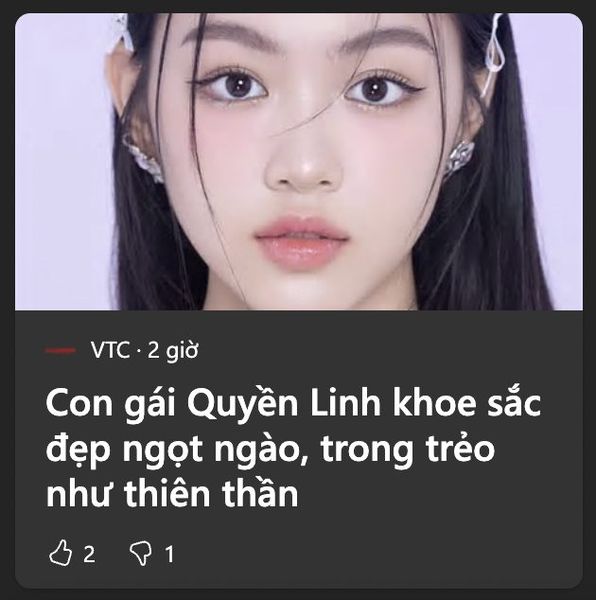 VTC · 2 giờ
Con gái Quyền Linh khoe sắc
đẹp ngọt ngào, trong trẻo
như thiên thần
2 1